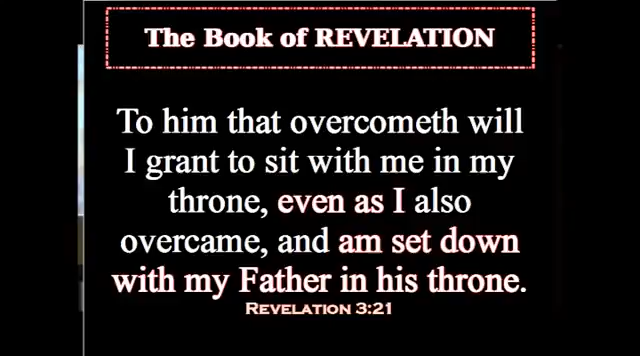 The Book of REVELATION
To him that overcometh will
I grant to sit with me in my
throne, even as I also
overcame, and am set down
with my Father in his throne.
REVELATION 3:21